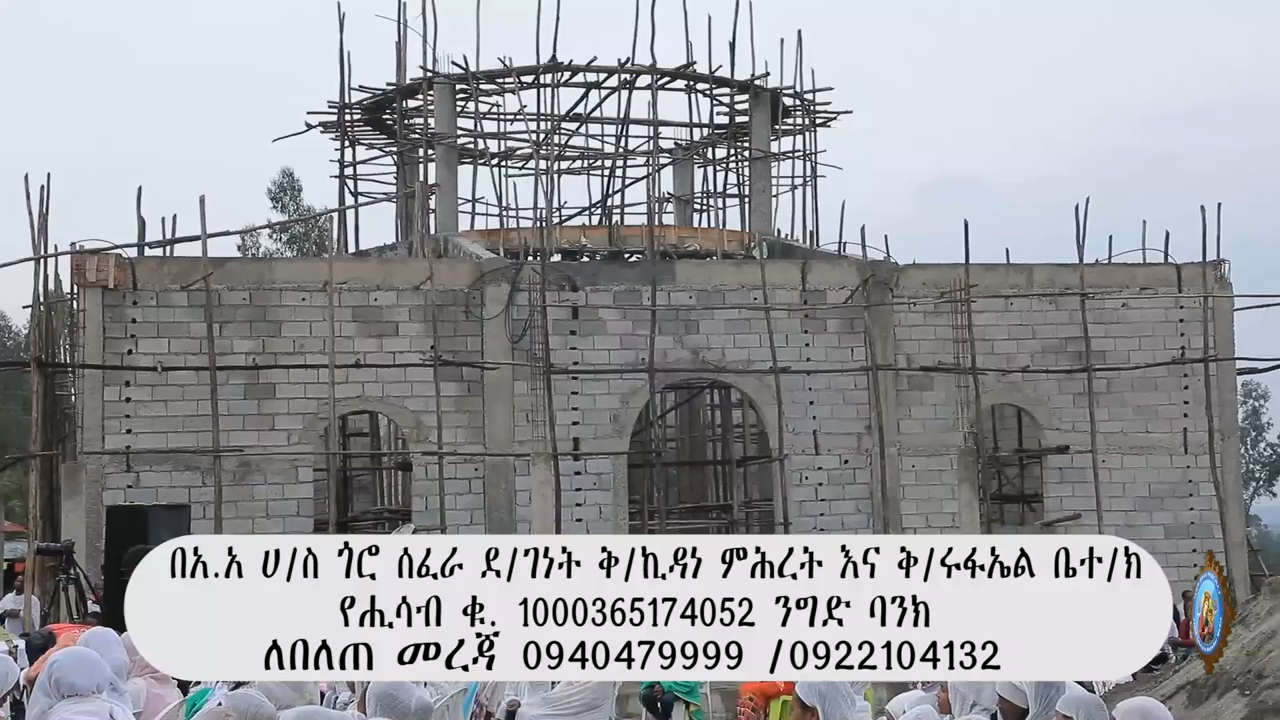 በአ.አ ሀ/ስ ጎሮ ሰፈራ ደ/ገነት ቅ/ኪዳነ ምሕረት እና ቅ/ሩፋኤል ቤተ/ክ
የሒሳብ ቁ. 1000365174052 ንግድ ባንክ
ለበለጠ መረጃ 0940479999 /0922104132